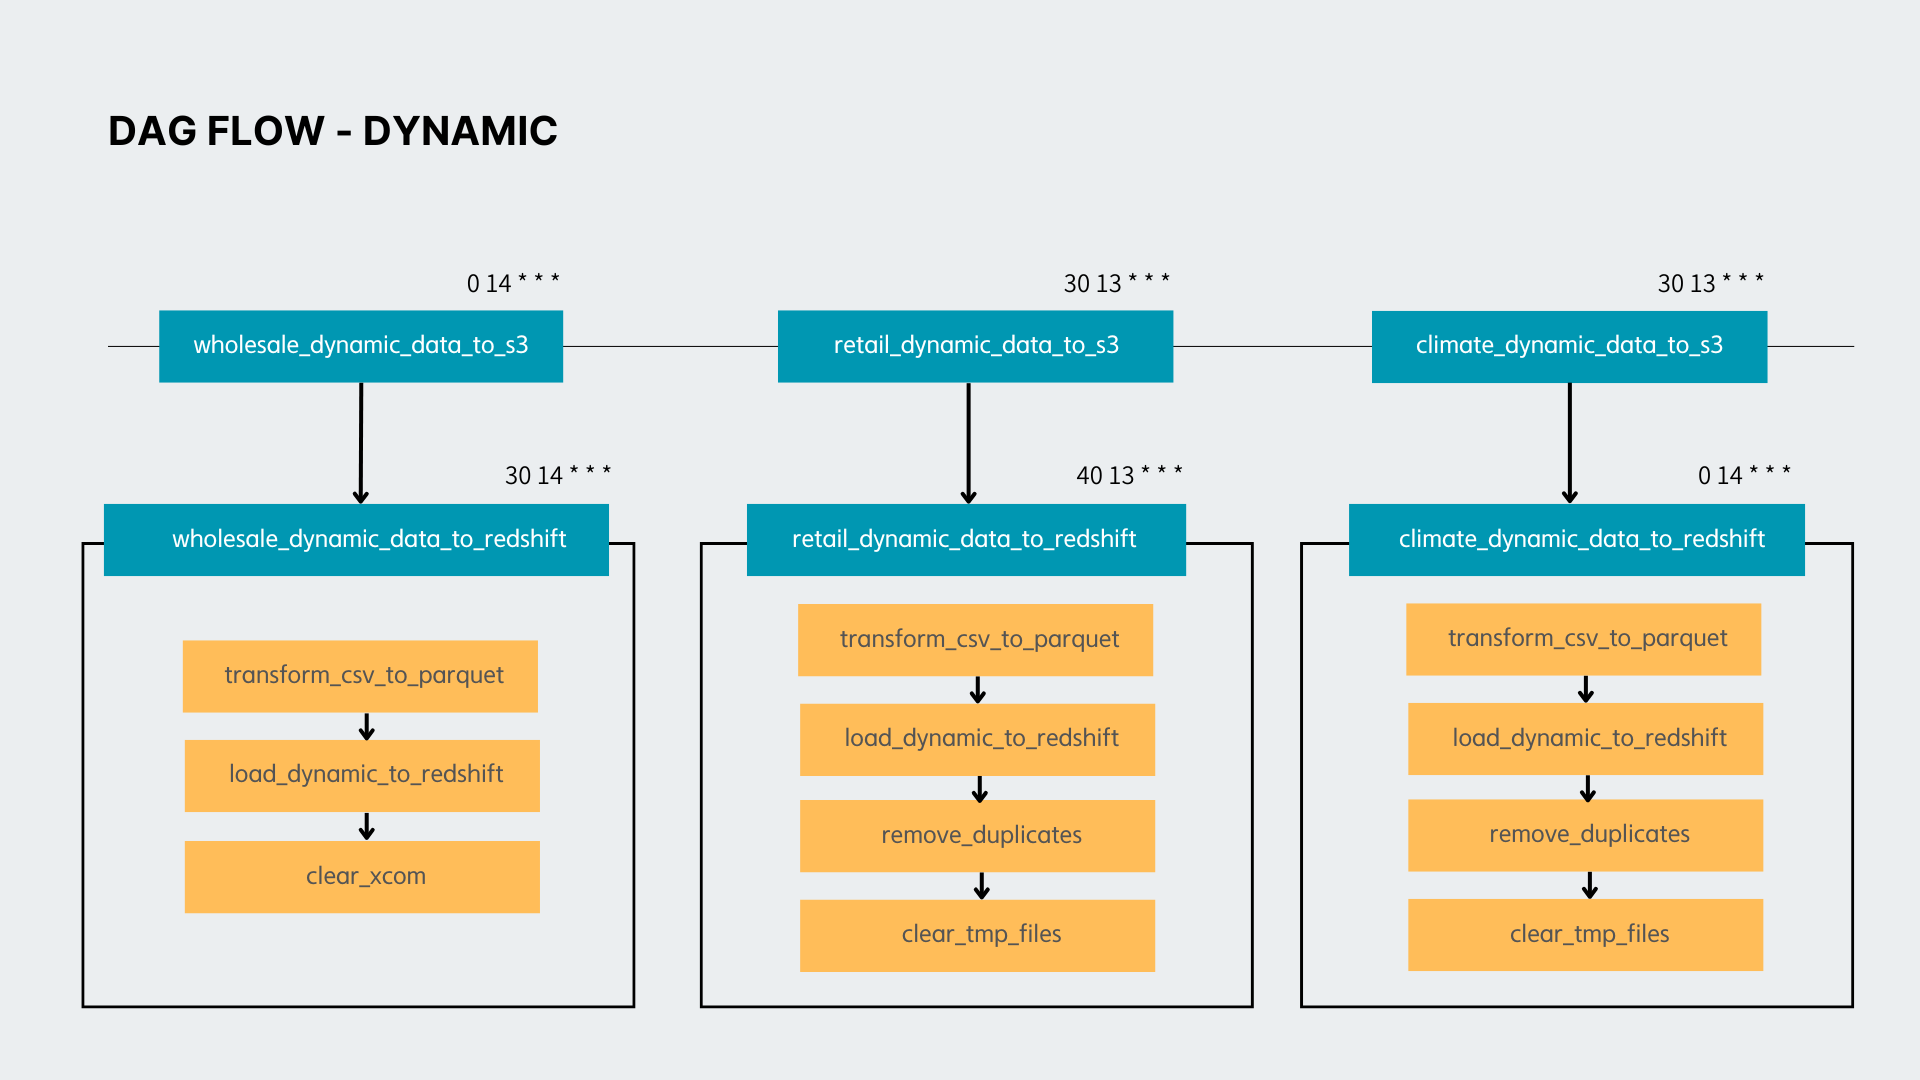 DAG FLOW - DYNAMIC
0 14 * * *
30 13 * * *
30 13 * * *
wholesale_dynamic_data_to_s3
retail_dynamic_data_to_s3
climate_dynamic_data_to_s3
30 14 * * *
40 13 * * *
0 14 * * *
wholesale_dynamic_data_to_redshift
retail_dynamic_data_to_redshift
climate_dynamic_data_to_redshift
transform_csv_to_parquet
load_dynamic_to_redshift
clear_xcom
transform_csv_to_parquet
load_dynamic_to_redshift
remove_duplicates
clear_tmp_files
transform_csv_to_parquet
load_dynamic_to_redshift
remove_duplicates
clear_tmp_files